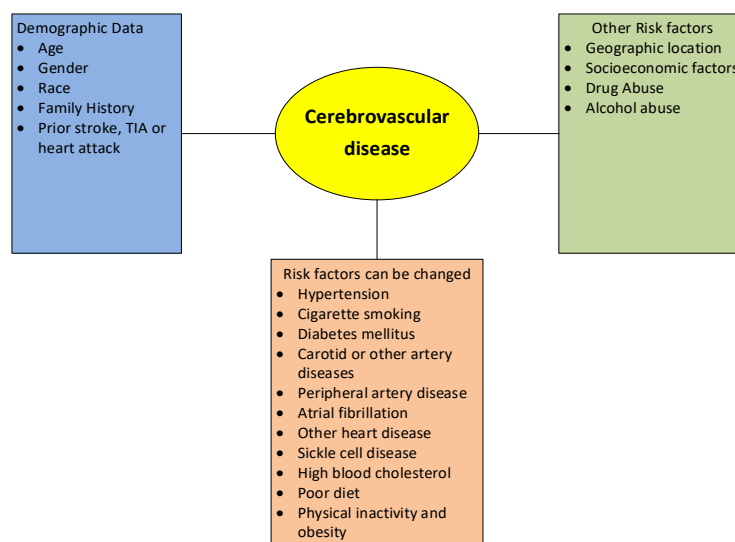 Demographic Data
• Age
• Gender
• Race
• Family History
• Prior stroke, TIA or
heart attack
Cerebrovascular
disease
Other Risk factors
• Geographic location
• Socioeconomic factors
• Drug Abuse
• Alcohol abuse
Risk factors can be changed
• Hypertension
• Cigarette smoking
• Diabetes mellitus
• Carotid or other artery
diseases
• Peripheral artery disease
• Atrial fibrillation
• Other heart disease
• Sickle cell disease
• High blood cholesterol
• Poor diet
• Physical inactivity and
obesity